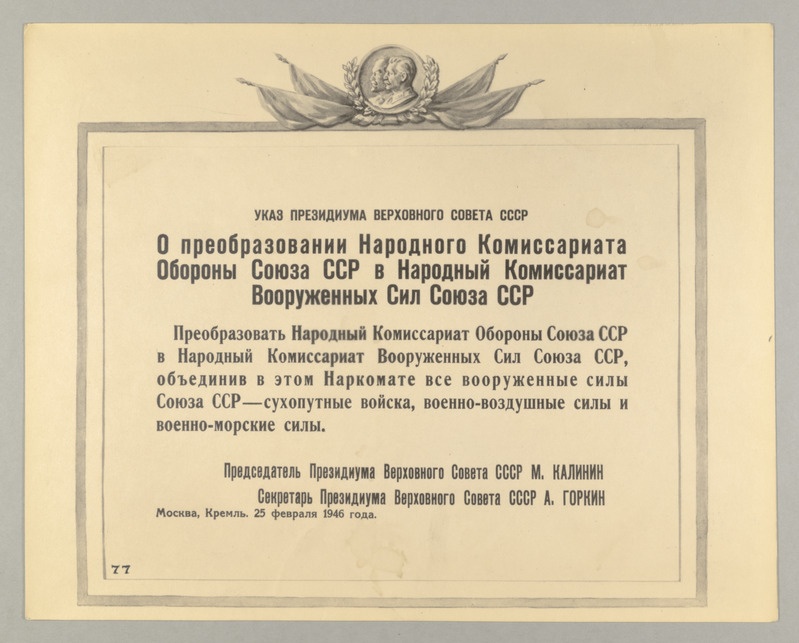 УКАЗ ПРЕЗИДИУМА ВЕРХОВНОГО СОВЕТА СССР
О преобразовании Народного Комиссариата
Обороны Союза ССР в Народный Комиссариат
Вооруженных Сил Союза ССР
Преобразовать Народный Комиссариат Обороны Союза ССР
в Народный Комиссариат Вооруженных Сил Союза ССР,
объединив в этом Наркомате все вооруженные силы
Союза ССР—сухопутные войска, военно-воздушные силы и
военно-морские силы.
Председатель Президиума Верховного Совета СССР М. КАЛИНИН
Секретарь Президиума Верховного Совета СССР А. ГОРКИН
Москва, Кремль. 25 февраля 1946 года.
77